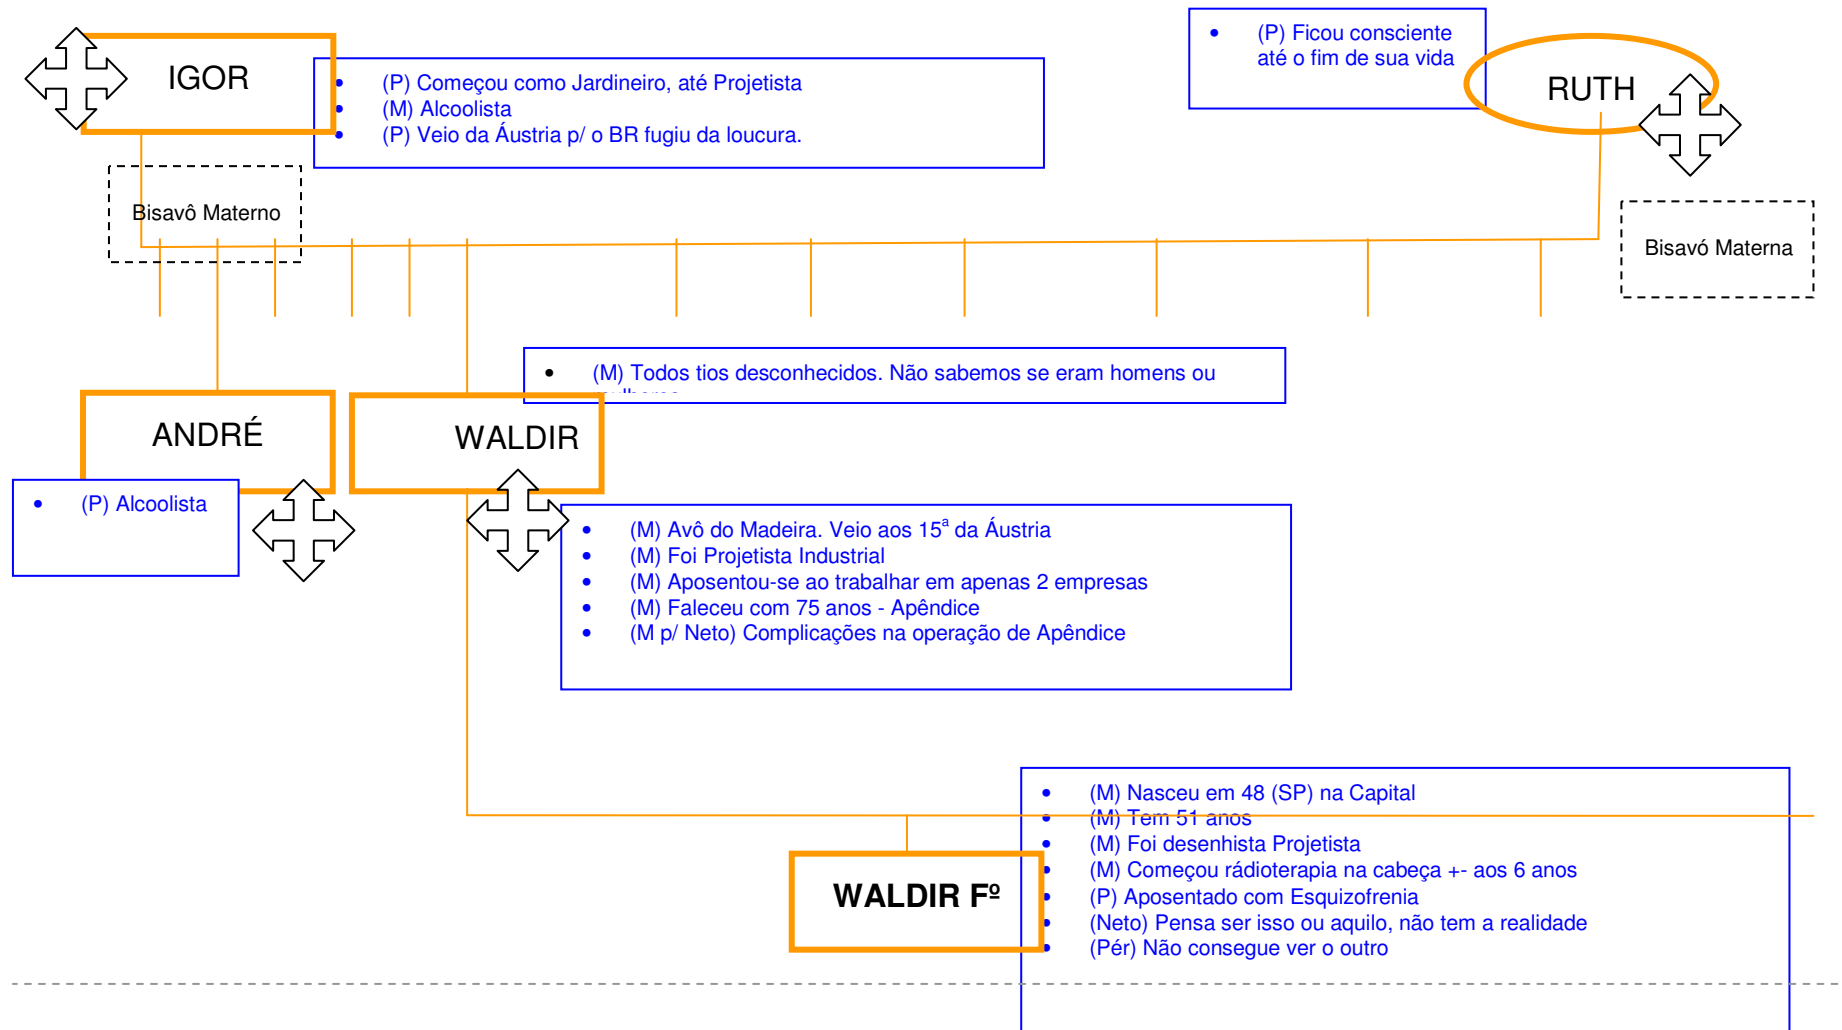 IGOR
• (P) Começou como Jardineiro, até Projetista
• (M) Alcoolista
• (P) Veio da Áustria p/ o BR fugiu da loucura.
• (P) Ficou consciente
até o fim de sua vida
RUTH
Bisavô Materno
Bisavó Materna
• (M) Todos tios desconhecidos. Não sabemos se eram homens ou
ANDRÉ
• (P) Alcoolista
WALDIR
• (M) Avô do Madeira. Veio aos 15ª da Áustria
• (M) Foi Projetista Industrial
• (M) Aposentou-se ao trabalhar em apenas 2 empresas
• (M) Faleceu com 75 anos - Apêndice
• (M p/ Neto) Complicações na operação de Apêndice
WALDIR Fº
• (M) Nasceu em 48 (SP) na Capital
• (M) Tem 51 anos
• (M) Foi desenhista Projetista
• (M) Começou rádioterapia na cabeça +- aos 6 anos
• (P) Aposentado com Esquizofrenia
• (Neto) Pensa ser isso ou aquilo, não tem a realidade
• (Pér) Não consegue ver o outro